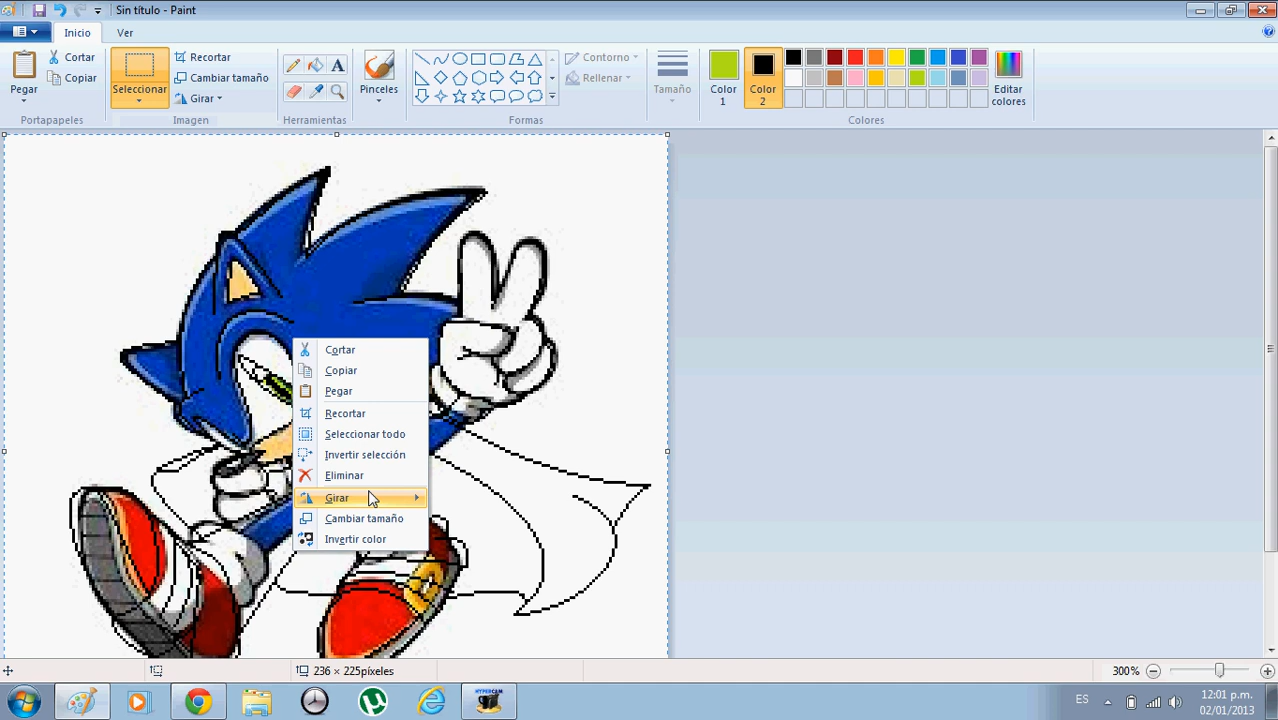 Sin título - Paint
Inicio Ver
Pegar
Cortar
Copiar
Portapapeles
Seleccionar
Recortar
Cambiar tamaño
Girar
Imagen
A
Herramientas
Pinceles
Contorno
Rellenar
Formas
Tamaño
Color 1
Color 2
Editar colores
Colores
Cortar
Copiar
Pegar
Recortar
Seleccionar todo
Invertir selección
Eliminar
Girar
Cambiar tamaño
Invertir color
236 × 225píxeles
300%
HYPERCAM
ES
12:01 p.m.
02/01/2013